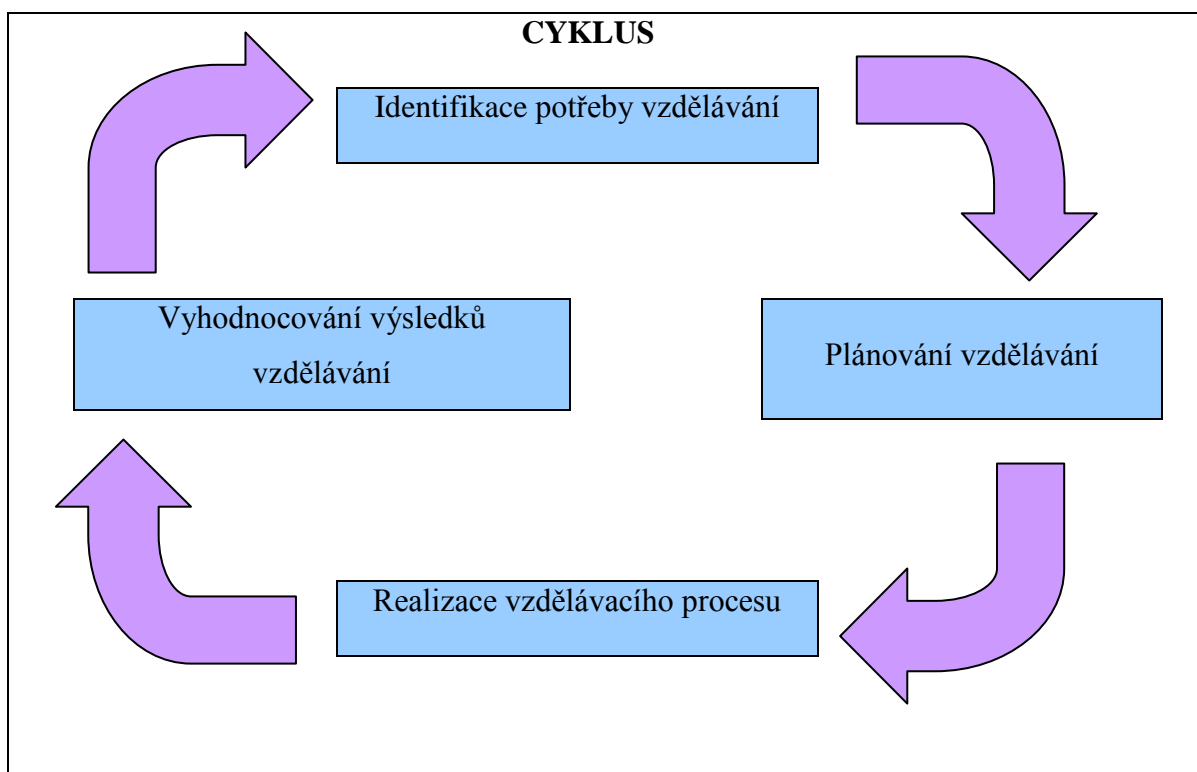 CYKLUS
Identifikace potřeby vzdělávání
Vyhodnocování výsledků
vzdělávání
Plánování vzdělávání
Realizace vzdělávacího procesu